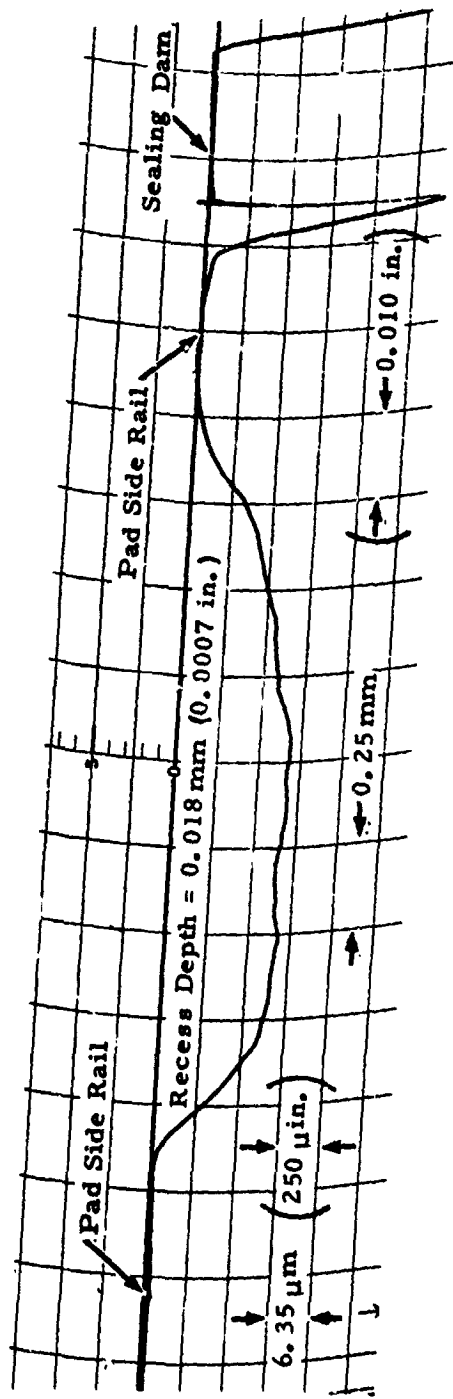 Pad Side Rail
Recess Depth = 0.018 mm (0.0007 in.)
5
0
Pad Side Rail
Sealing Dam
6.35 μm
(250 μin.)
0.25 mm
(0.010 in.)